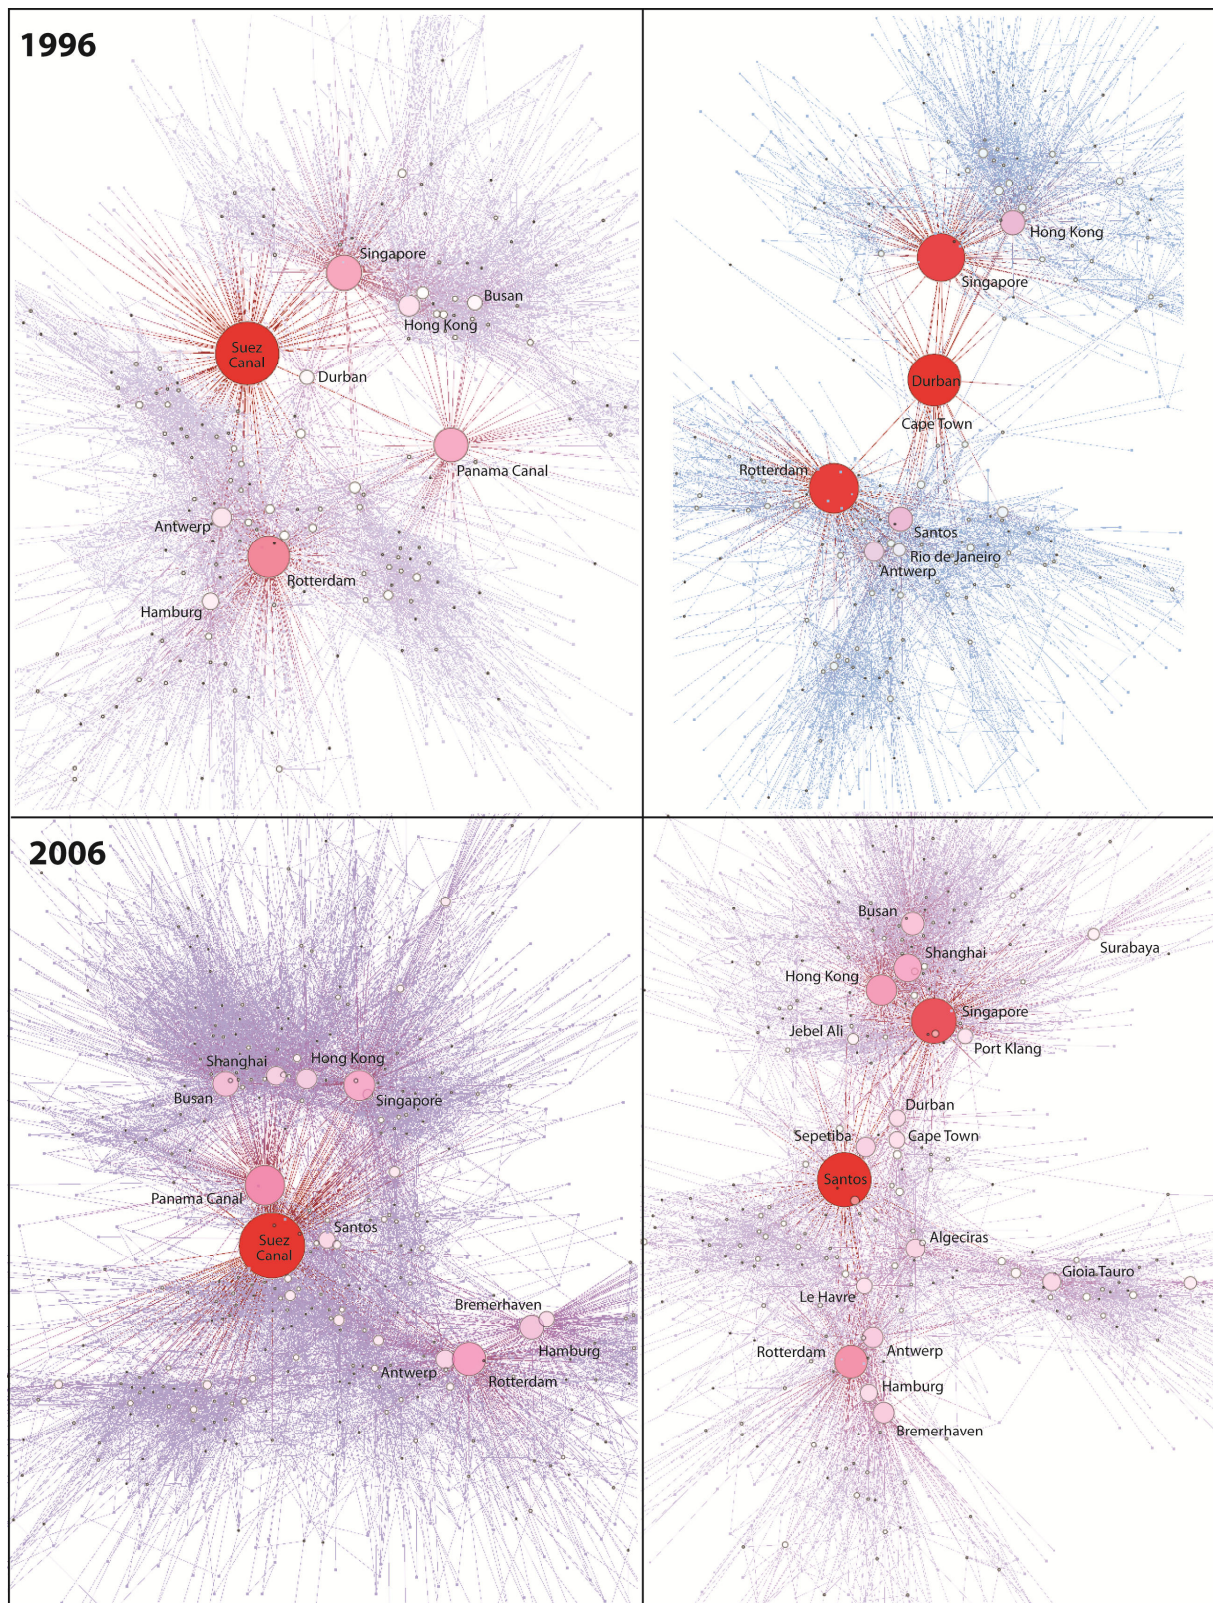 1996
Singapore
Busan
Hong Kong
Suez
Canal
Durban
Panama Canal
Antwerp
Rotterdam
Hamburg
Hong Kong
Singapore
Durban
Cape Town
Rotterdam
Santos
Rio de Janeiro
Antwerp
2006
Shanghai
Hong Kong
Busan
Singapore
Panama Canal
Santos
Suez
Canal
Bremerhaven
Hamburg
Antwerp
Rotterdam
Busan
Surabaya
Shanghai
Hong Kong
Singapore
Jebel Ali
Port Klang
Durban
Sepetiba
Cape Town
Santos
Algeciras
Gioia Tauro
Le Havre
Rotterdam
Antwerp
Hamburg
Bremerhaven